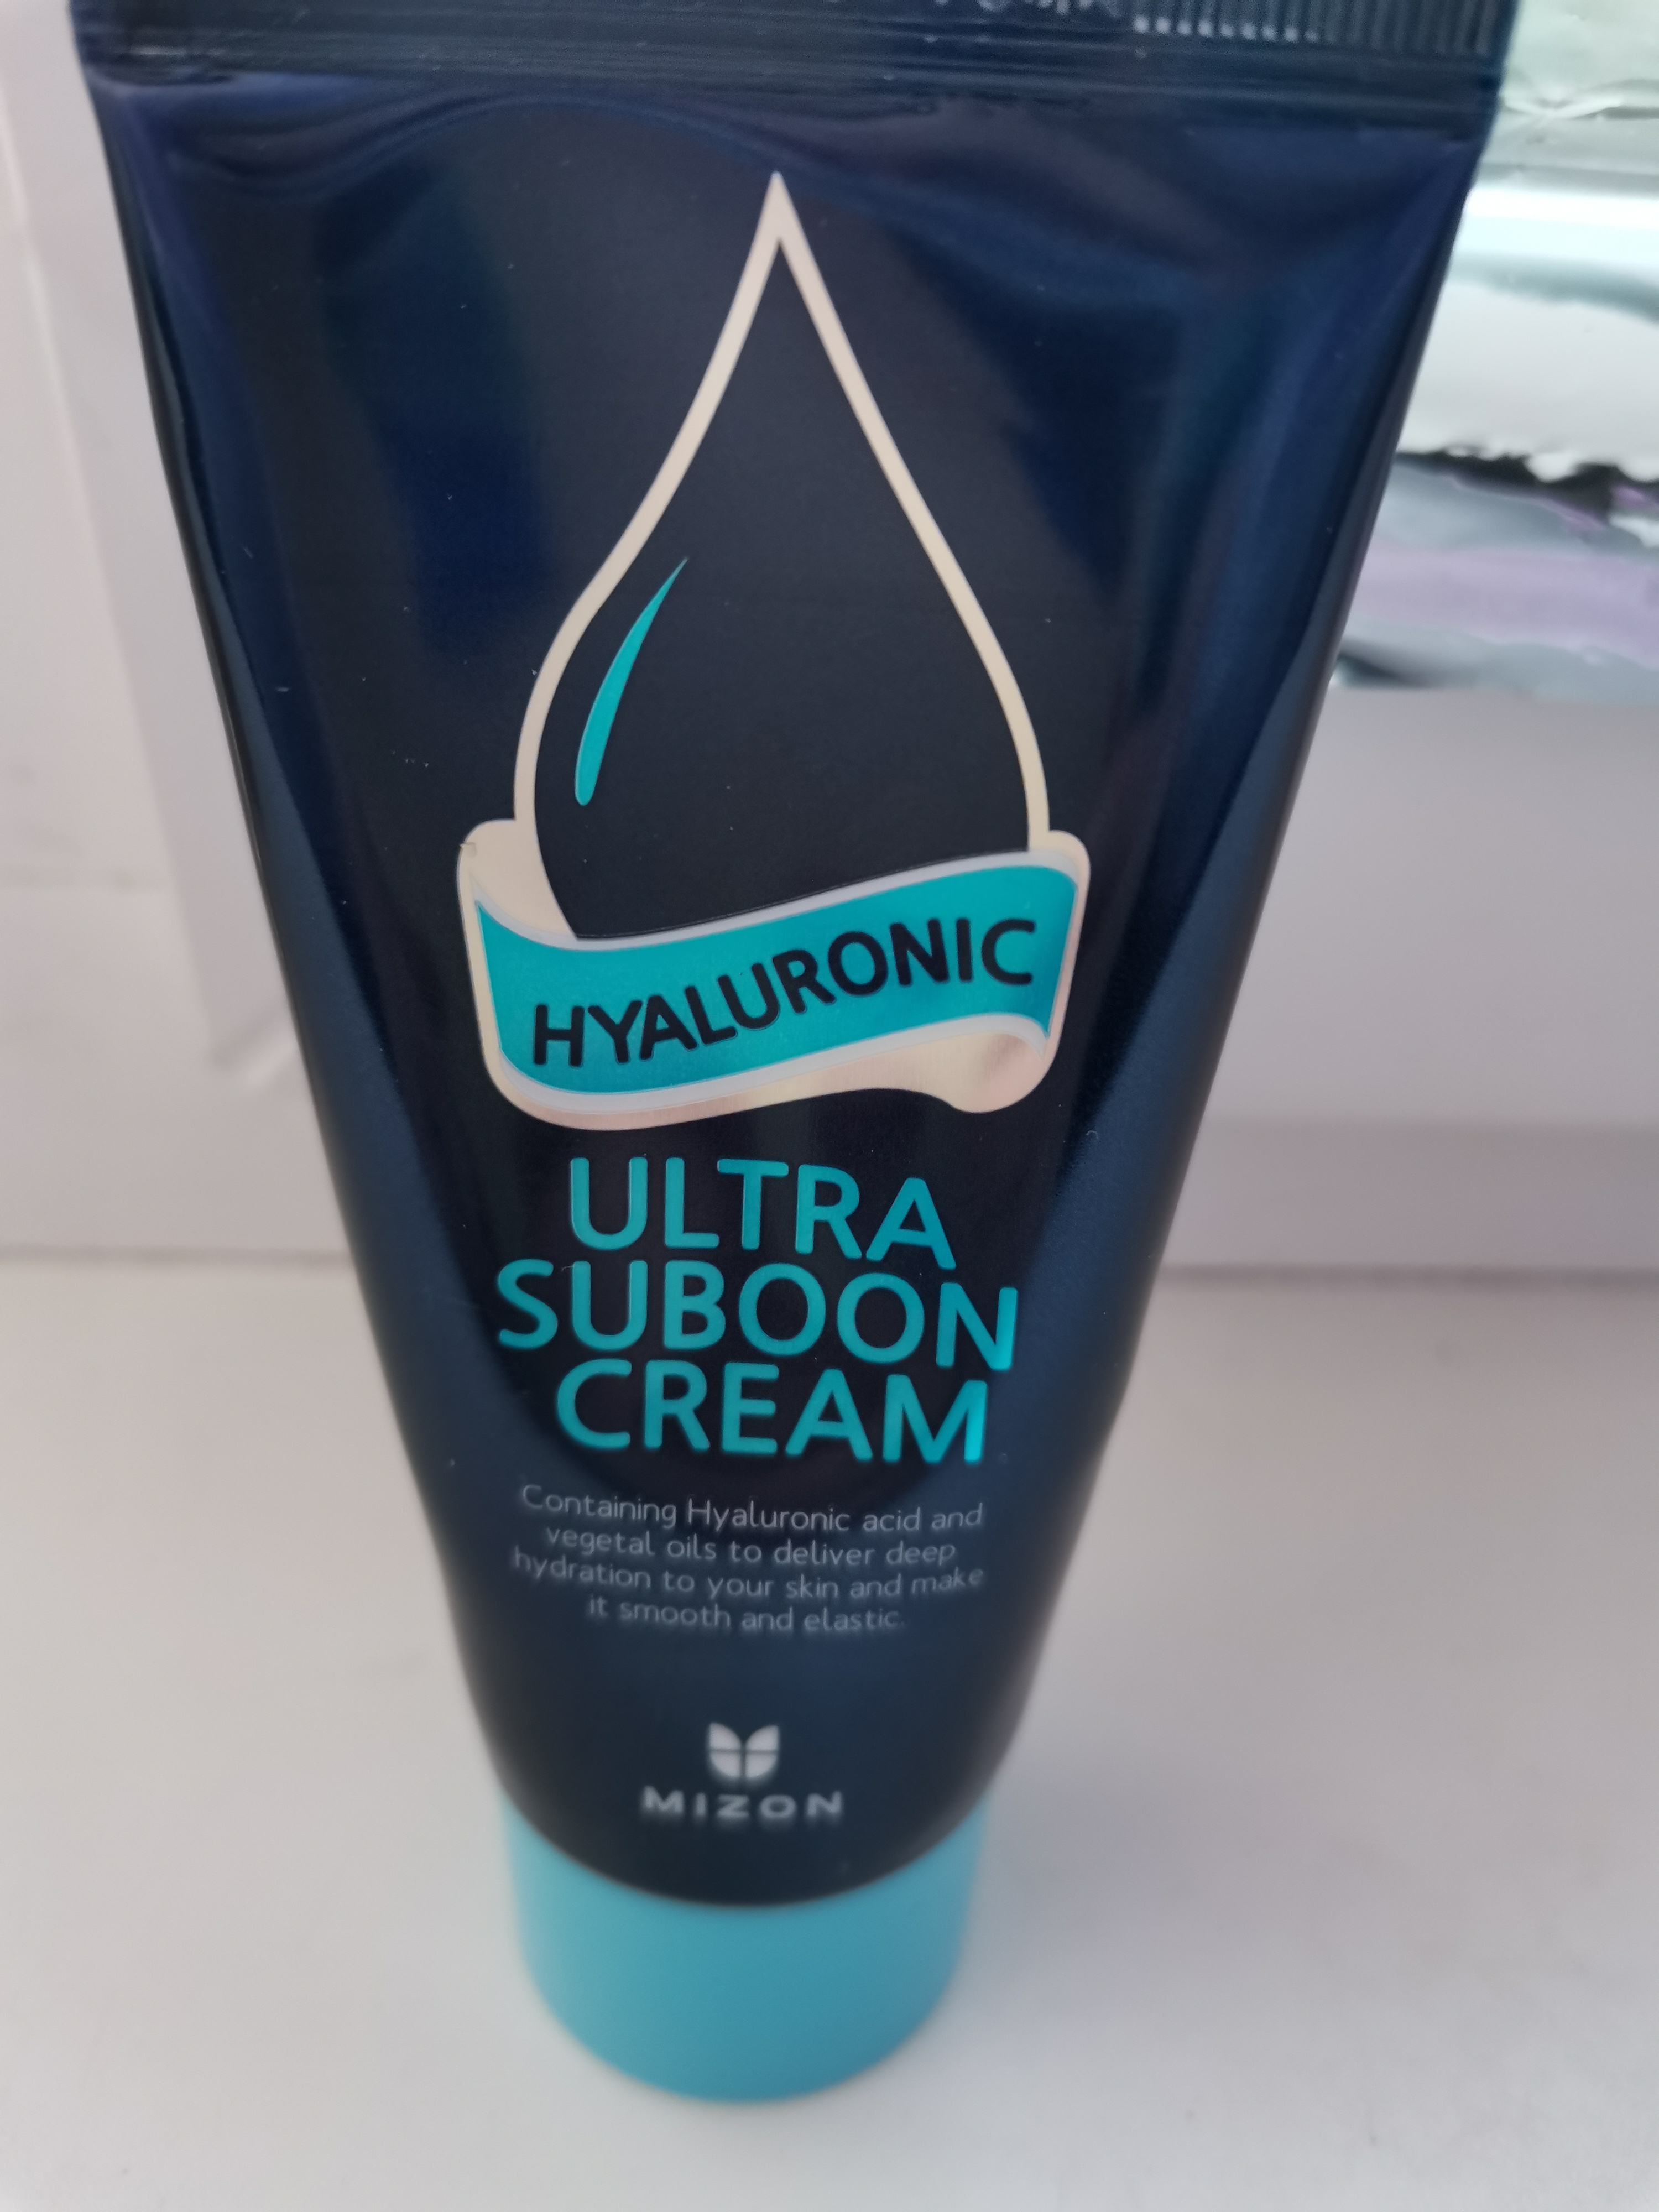 HYALURONIC
ULTRA
SUBOON
CREAM
Containing Hyaluronic acid and
vegetal oils to deliver deep
hydration to your skin and make
it smooth and elastic.
MIZON